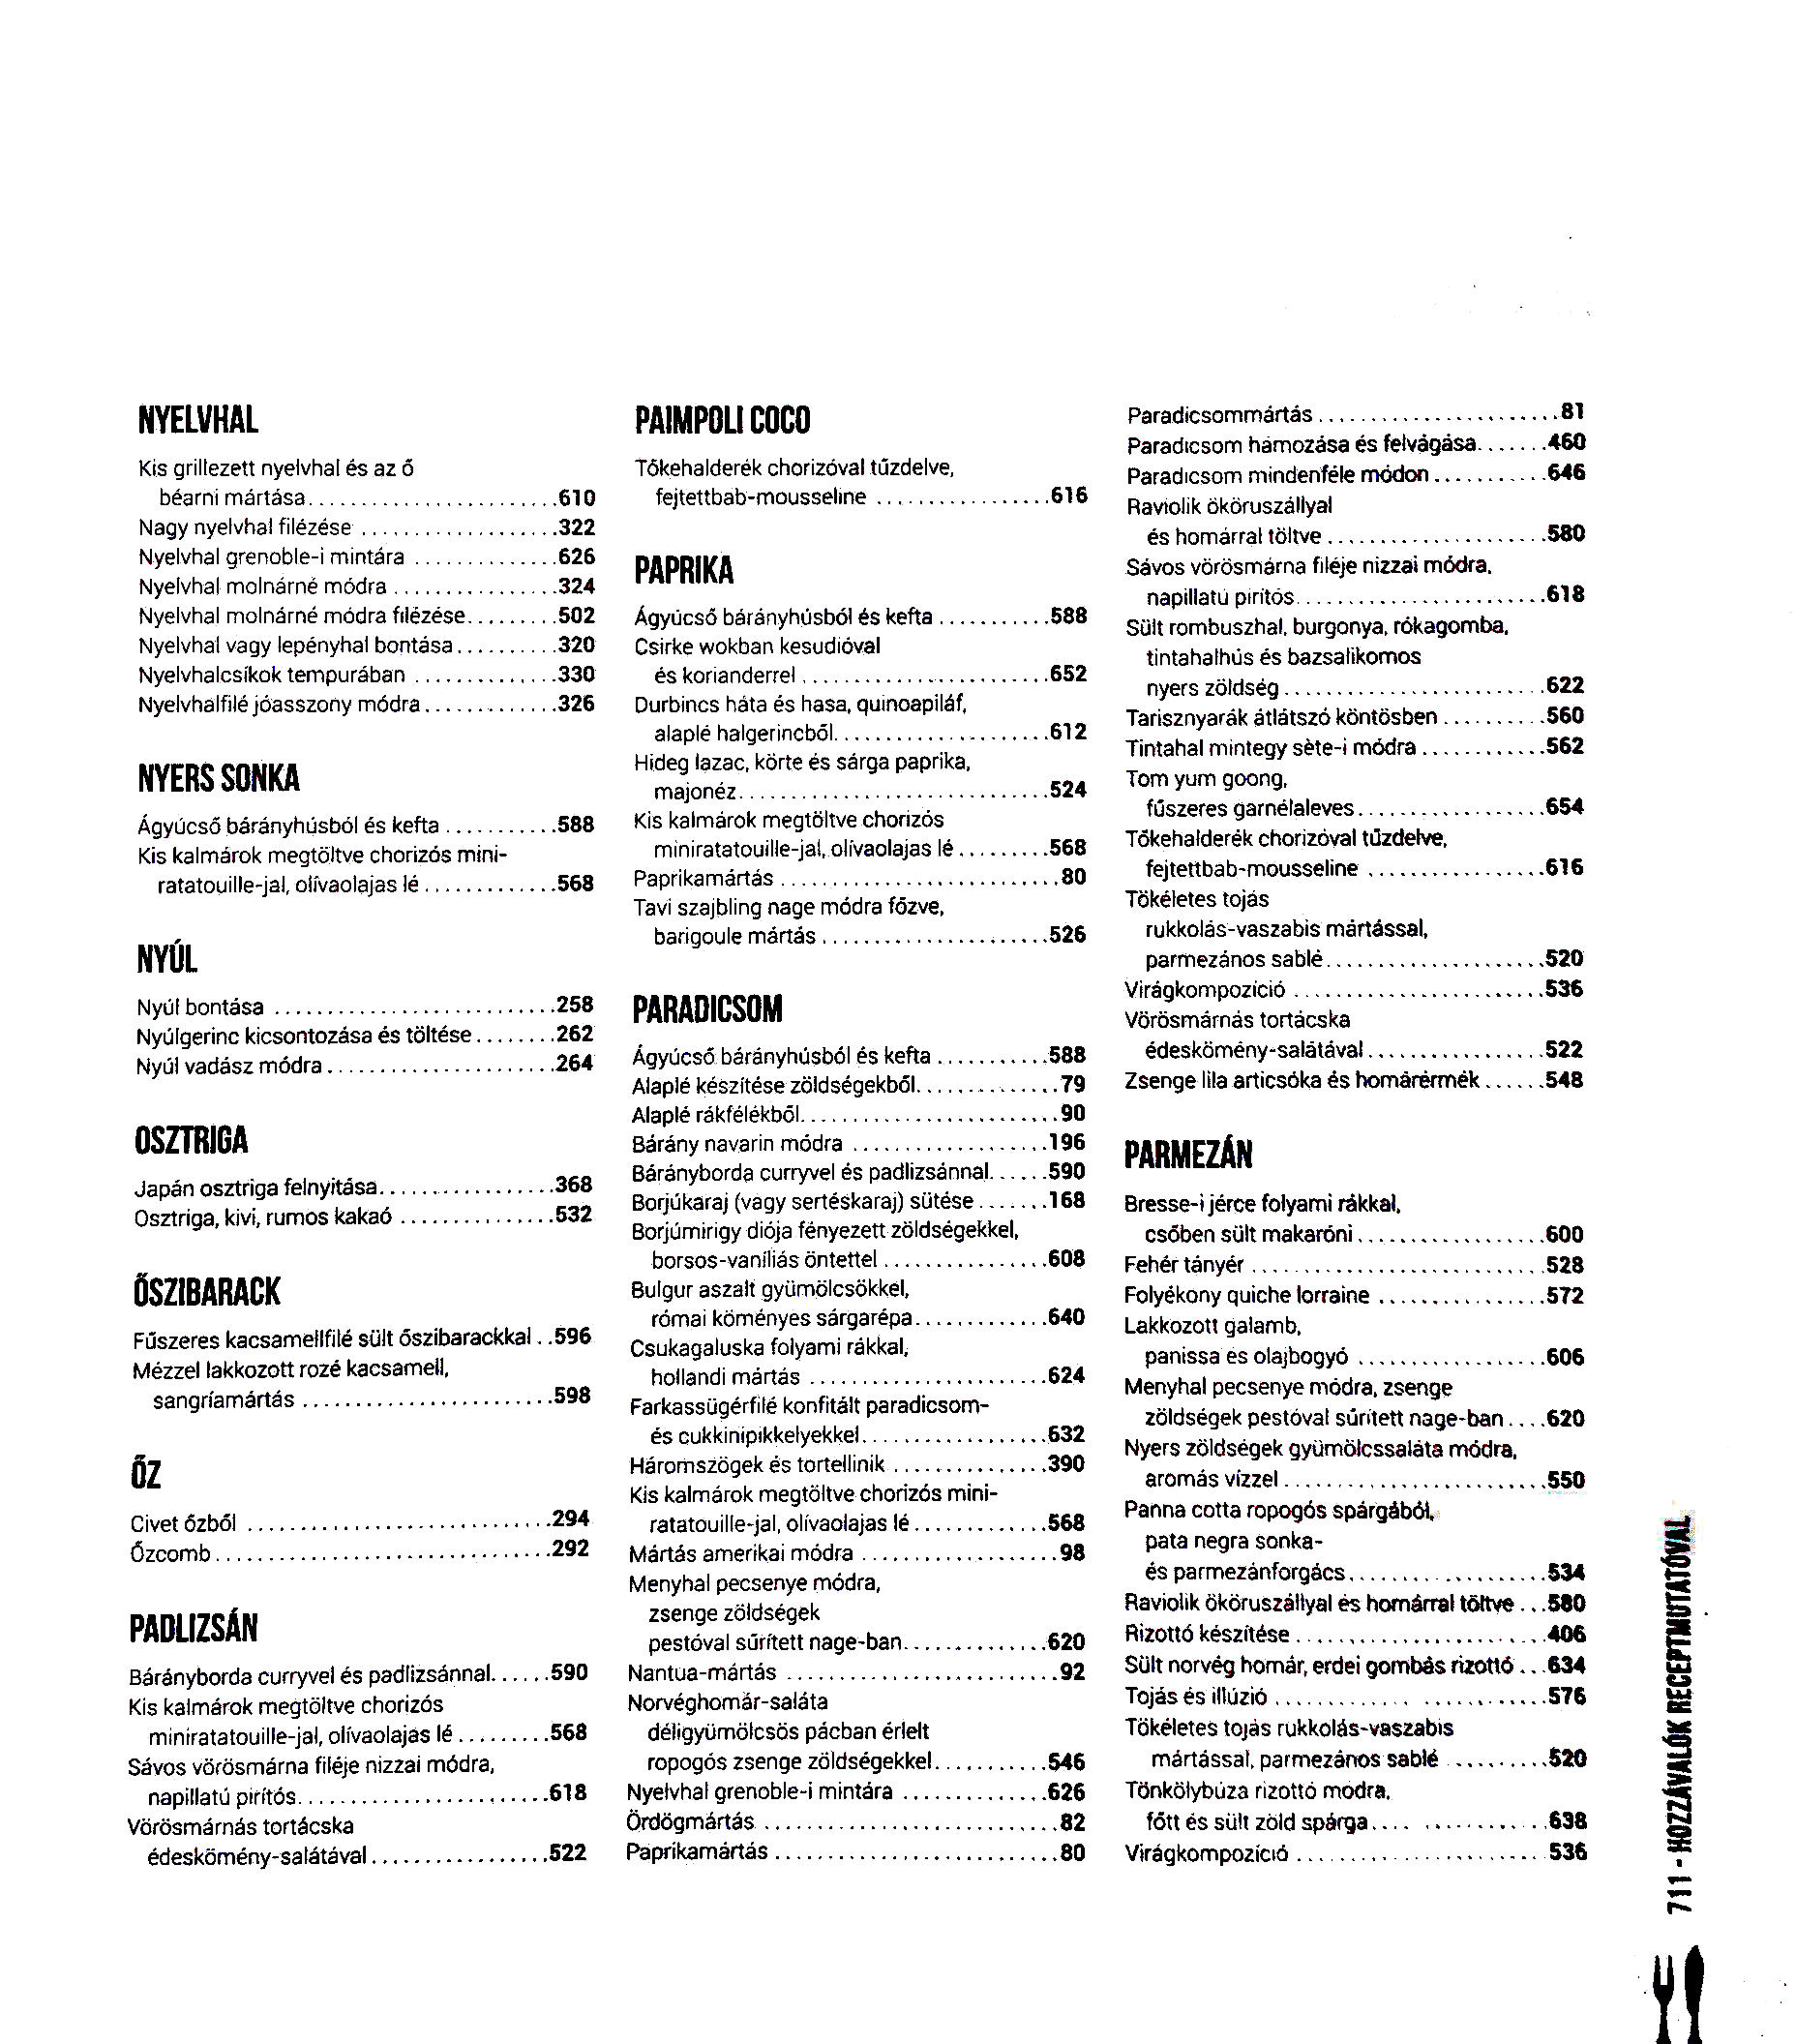 NYELVHAL
Kis grillezett nyelvhal és az ő
béarni mártása.........................610
Nagy nyelvhal filézése ...................322
Nyelvhal grenoble-i mintára ..............626
Nyelvhal molnárné módra ................324
Nyelvhal molnárné módra filézése.........502
Nyelvhal vagy lepényhal bontása..........320
Nyelvhalcsíkok tempurában ..............330
Nyelvhalfilé jóasszony módra.............326
NYERS SONKA
Ágyúcső bárányhúsból és kefta ...........588
Kis kalmárok megtöltve chorizós mini-
ratatouille-jal, olívaolajas lé.............568
NYÚL
Nyúl bontása ...........................258
Nyúlgerinc kicsontozása és töltése........262
Nyúl vadász módra......................264
OSZTRIGA
Japán osztriga felnyitása.................368
Osztriga, kivi, rumos kakaó ...............532
ŐSZIBARACK
Fűszeres kacsamellfilé sült őszibarackkal ..596
Mézzel lakkozott rozé kacsamell,
sangríamártás ........................598
ŐZ
Civet őzből .............................294
Őzcomb................................292
PADLIZSÁN
Bárányborda curryvel és padlizsánnal......590
Kis kalmárok megtöltve chorizós
miniratatouille-jal, olívaolajas lé.........568
Sávos vörösmárna filéje nizzai módra,
napillatú pirítós........................618
Vörösmárnás tortácska
édeskömény-salátával.................522
PAIMPOLI COCO
Tőkehalderék chorizóval tűzdelve,
fejtettbab-mousseline .................616
PAPRIKA
Ágyúcső bárányhúsból és kefta ...........588
Csirke wokban kesudióval
és korianderrel........................652
Durbincs háta és hasa, quinoapiláf,
alaplé halgerincből.....................612
Hideg lazac, körte és sárga paprika,
majonéz..............................524
Kis kalmárok megtöltve chorizós
miniratatouille-jal, olívaolajas lé.........568
Paprikamártás ...........................80
Tavi szajbling nage módra főzve,
barigoule mártás......................526
PARADICSOM
Ágyúcső bárányhúsból és kefta ...........588
Alaplé készítése zöldségekből..............79
Alaplé rákfélékből.........................90
Bárány navarin módra ...................196
Bárányborda curryvel és padlizsánnal......590
Borjúkaraj (vagy sertéskaraj) sütése.......168
Borjúmirigy diója fényezett zöldségekkel,
borsos-vaníliás öntettel................608
Bulgur aszalt gyümölcsökkel,
római köményes sárgarépa.............640
Csukagaluska folyami rákkal,
hollandi mártás .......................624
Farkassügérfilé konfitált paradicsom-
és cukkinipikkelyekkel..................632
Háromszögek és tortellinik ...............390
Kis kalmárok megtöltve chorizós mini-
ratatouille-jal, olívaolajas lé.............568
Mártás amerikai módra ...................98
Menyhal pecsenye módra,
zsenge zöldségek
pestóval sűrített nage-ban..............620
Nantua-mártás ..........................92
Norvéghomár-saláta
déligyümölcsös pácban érlelt
ropogós zsenge zöldségekkel...........546
Nyelvhal grenoble-i mintára ..............626
Ördögmártás ............................82
Paprikamártás ...........................80
Paradicsommártás.......................81
Paradicsom hámozása és felvágása.......460
Paradicsom mindenféle módon...........646
Raviolik ököruszállyal
és homárral töltve.....................580
Sávos vörösmárna filéje nizzai módra,
napillatú pirítós........................618
Sült rombuszhal, burgonya, rókagomba,
tintahalhús és bazsalikomos
nyers zöldség.........................622
Tarisznyarák átlátszó köntösben ..........560
Tintahal mintegy sète-i módra............562
Tom yum goong,
fűszeres garnélaleves..................654
Tőkehalderék chorizóval tűzdelve,
fejtettbab-mousseline .................616
Tökéletes tojás
rukkolás-vaszabis mártással,
parmezános sablé.....................520
Virágkompozíció ........................536
Vörösmárnás tortácska
édeskömény-salátával.................522
Zsenge lila articsóka és homárérmék......548
PARMEZÁN
Bresse-i jérce folyami rákkal,
csőben sült makaróni..................600
Fehér tányér ............................528
Folyékony quiche lorraine ................572
Lakkozott galamb,
panissa és olajbogyó ..................606
Menyhal pecsenye módra, zsenge
zöldségek pestóval sűrített nage-ban....620
Nyers zöldségek gyümölcssaláta módra,
aromás vízzel.........................550
Panna cotta ropogós spárgából,
pata negra sonka-
és parmezánforgács...................534
Raviolik ököruszállyal és homárral töltve...580
Rizottó készítése........................406
Sült norvég homár, erdei gombás rizottó...634
Tojás és illúzió..........................576
Tökéletes tojás rukkolás-vaszabis
mártással, parmezános sablé ..........520
Tönkölybúza rizottó módra,
főtt és sült zöld spárga.................638
Virágkompozíció ........................536
711 - HOZZÁVALÓK RECEPTMUTATÓVAL